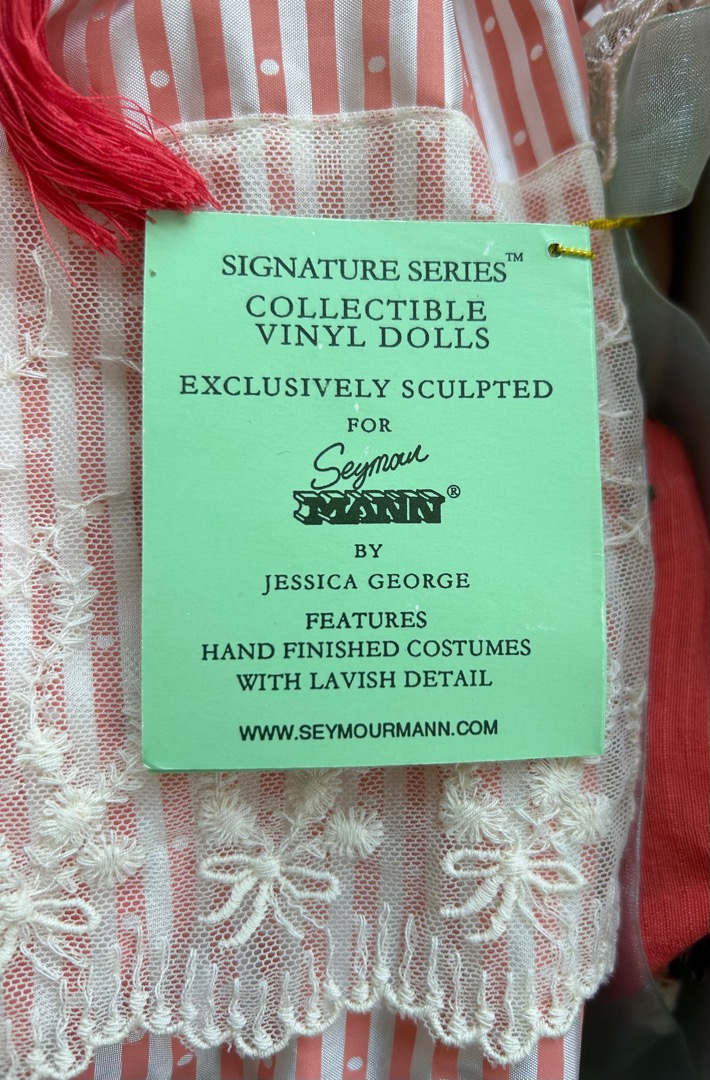 SIGNATURE SERIES™
COLLECTIBLE
VINYL DOLLS
EXCLUSIVELY SCULPTED
FOR
Seymour
MANN®
BY
JESSICA GEORGE
FEATURES
HAND FINISHED COSTUMES
WITH LAVISH DETAIL
WWW.SEYMOURMANN.COM